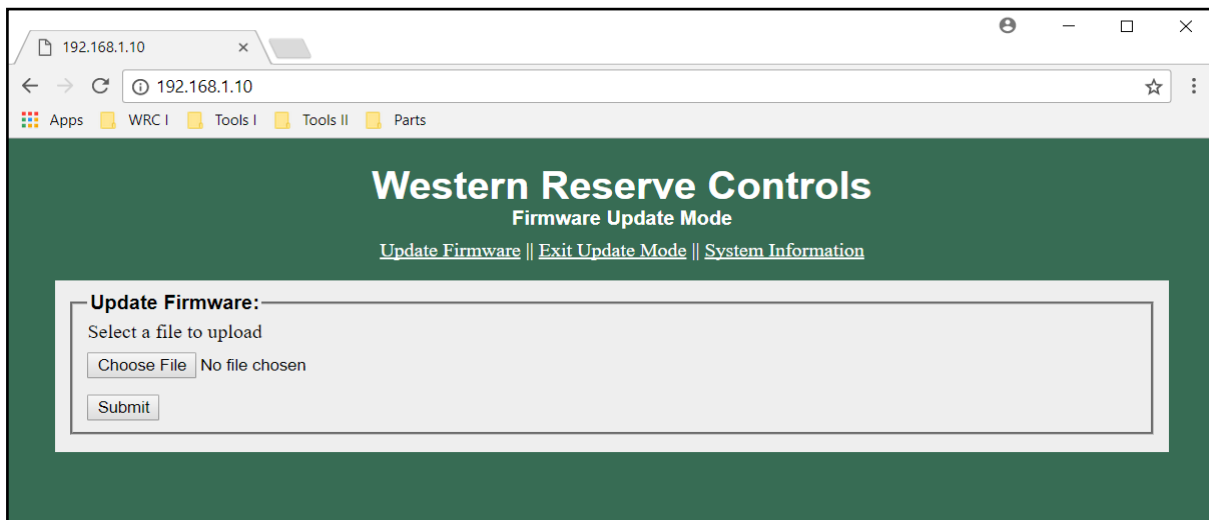 192.168.1.10
192.168.1.10
Apps WRC I Tools I Tools II Parts
Western Reserve Controls
Firmware Update Mode
Update Firmware || Exit Update Mode || System Information
Update Firmware:
Select a file to upload
Choose File No file chosen
Submit